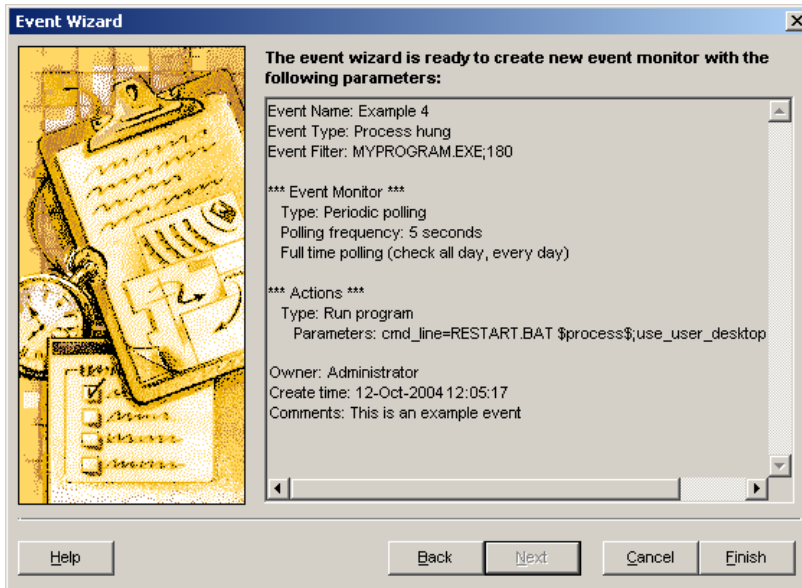 Event Wizard
The event wizard is ready to create new event monitor with the
following parameters:
Event Name: Example 4
Event Type: Process hung
Event Filter: MYPROGRAM.EXE;180
*** Event Monitor ***
Type: Periodic polling
Polling frequency: 5 seconds
Full time polling (check all day, every day)
*** Actions ***
Type: Run program
Parameters: cmd_line=RESTART.BAT $process$;use_user_desktop
Owner: Administrator
Create time: 12-Oct-2004 12:05:17
Comments: This is an example event
Help Back Next Cancel Finish